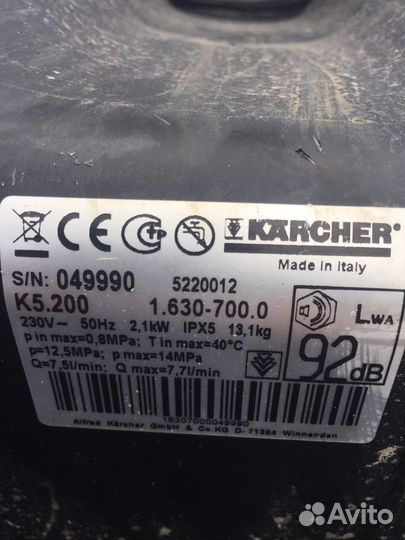 KÄRCHER
Made in Italy
S/N: 049990 5220012
K5.200 1.630-700.0
230V~ 50Hz 2,1kW IPX5 13,1kg
p in max=0,8MPa; T in max=40°C
p=12,5MPa; p max=14MPa
Q=7,5l/min; Q max=7,7l/min
LWA
92dB
16307000049990
Alfred Kärcher GmbH & Co.KG D-71364 Winnenden
Avito